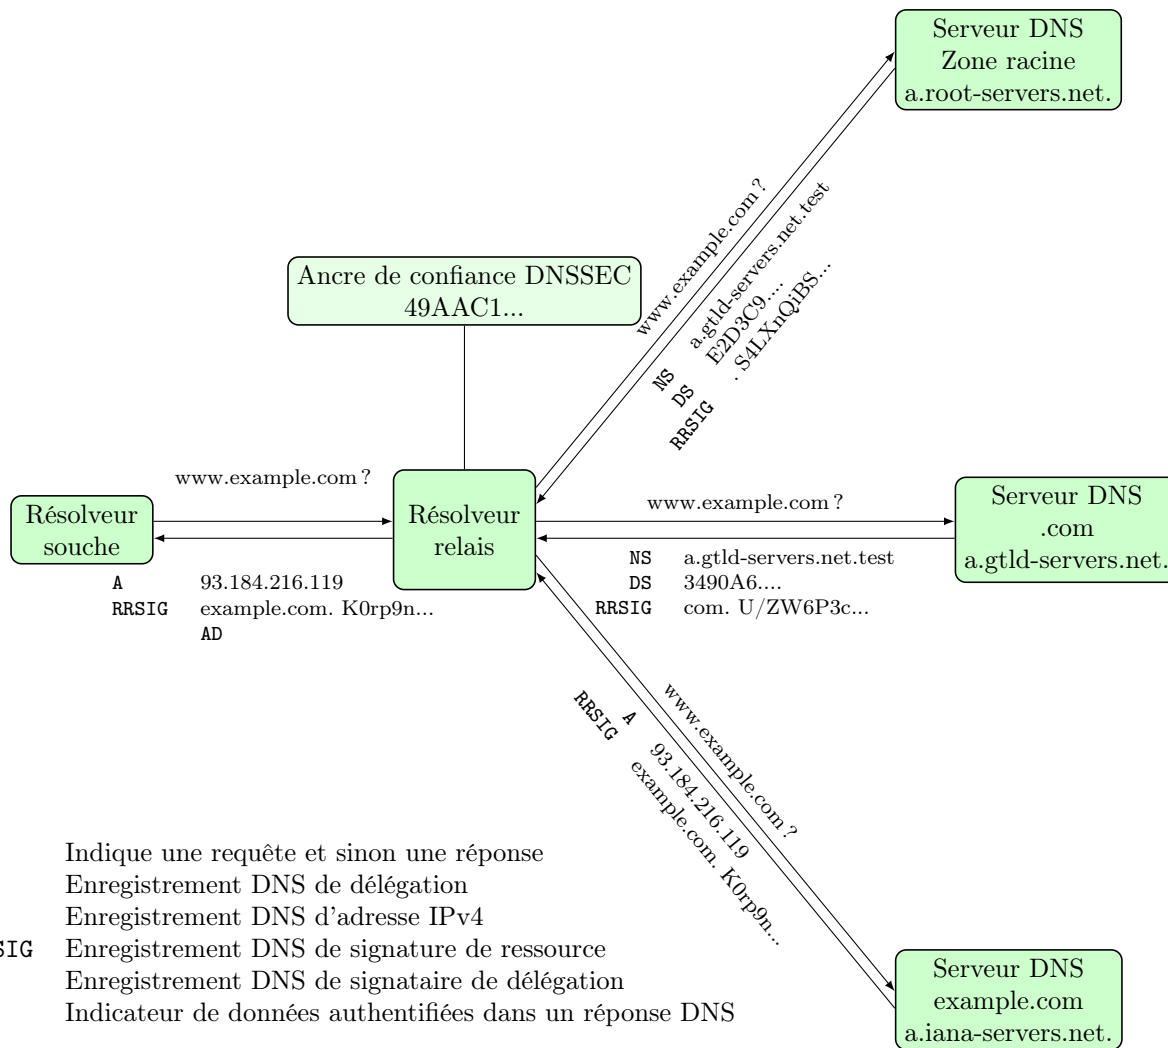 Serveur DNS
Zone racine
a.root-servers.net.
www.example.com ?
NS a.gtld-servers.net.test
DS E2D3C9....
RRSIG . S4LXnQiBS...
Ancre de confiance DNSSEC
49AAC1...
www.example.com ?
Résolveur
souche
Résolveur
relais
A 93.184.216.119
RRSIG example.com. K0rp9n...
AD
www.example.com ?
Serveur DNS
.com
a.gtld-servers.net.
NS a.gtld-servers.net.test
DS 3490A6....
RRSIG com. U/ZW6P3c...
www.example.com ?
A 93.184.216.119
RRSIG example.com. K0rp9n...
Serveur DNS
example.com
a.iana-servers.net.
Indique une requête et sinon une réponse
Enregistrement DNS de délégation
Enregistrement DNS d'adresse IPv4
SIG Enregistrement DNS de signature de ressource
Enregistrement DNS de signataire de délégation
Indicateur de données authentifiées dans un réponse DNS